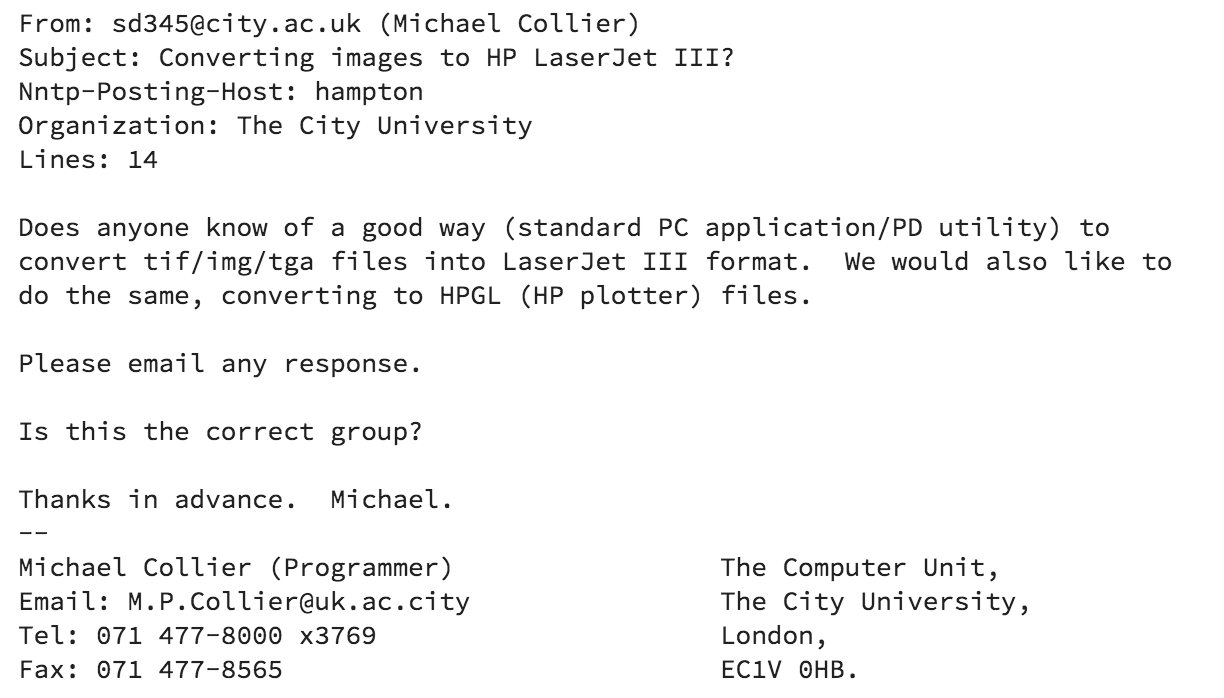 From: sd345@city.ac.uk (Michael Collier)
Subject: Converting images to HP LaserJet III?
Nntp-Posting-Host: hampton
Organization: The City University
Lines: 14

Does anyone know of a good way (standard PC application/PD utility) to
convert tif/img/tga files into LaserJet III format.  We would also like to
do the same, converting to HPGL (HP plotter) files.

Please email any response.

Is this the correct group?

Thanks in advance.  Michael.
--
Michael Collier (Programmer)                 The Computer Unit,
Email: M.P.Collier@uk.ac.city                The City University,
Tel: 071 477-8000 x3769                      London,
Fax: 071 477-8565                            EC1V 0HB.